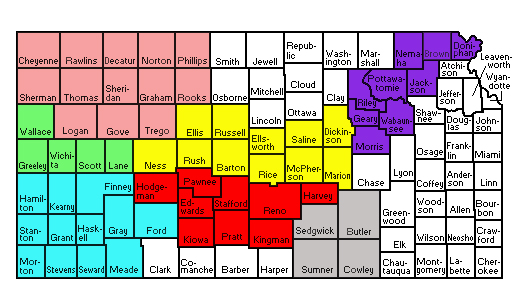 Cheyenne Rawlins Decatur Norton Phillips Smith Jewell Repub-
lic Wash-
ington Mar-
shall Nema-
ha Brown Doni-
phan
Sherman Thomas Sheri-
dan Graham Rooks Osborne Mitchell Cloud Clay Riley Pottawa-
tomie Jack-
son Atchi-
son Jeffer-
son Leaven-
worth Wyan-
dotte
Wallace Logan Gove Trego Ellis Russell Lincoln Ottawa Dickin-
son Geary Wabaun-
see Shaw-
nee Doug-
las John-
son
Greeley Wichi-
ta Scott Lane Ness Rush Barton Ells-
worth Saline Morris Osage Frank-
lin Miami
Rice McPher-
son Marion Chase Lyon Coffey Ander-
son Linn
Hamil-
ton Kearny Finney Hodge-
man Pawnee Ed-
wards Stafford Reno Harvey Wood-
son Allen Bour-
bon
Stan-
ton Grant Hask-
ell Gray Ford Kiowa Pratt Kingman Sedgwick Butler Green-
wood Elk Wilson Neosho Craw-
ford
Mor-
ton Stevens Seward Meade Clark Co-
manche Barber Harper Sumner Cowley Chau-
tauqua Mont-
gomery La-
bette Cher-
okee